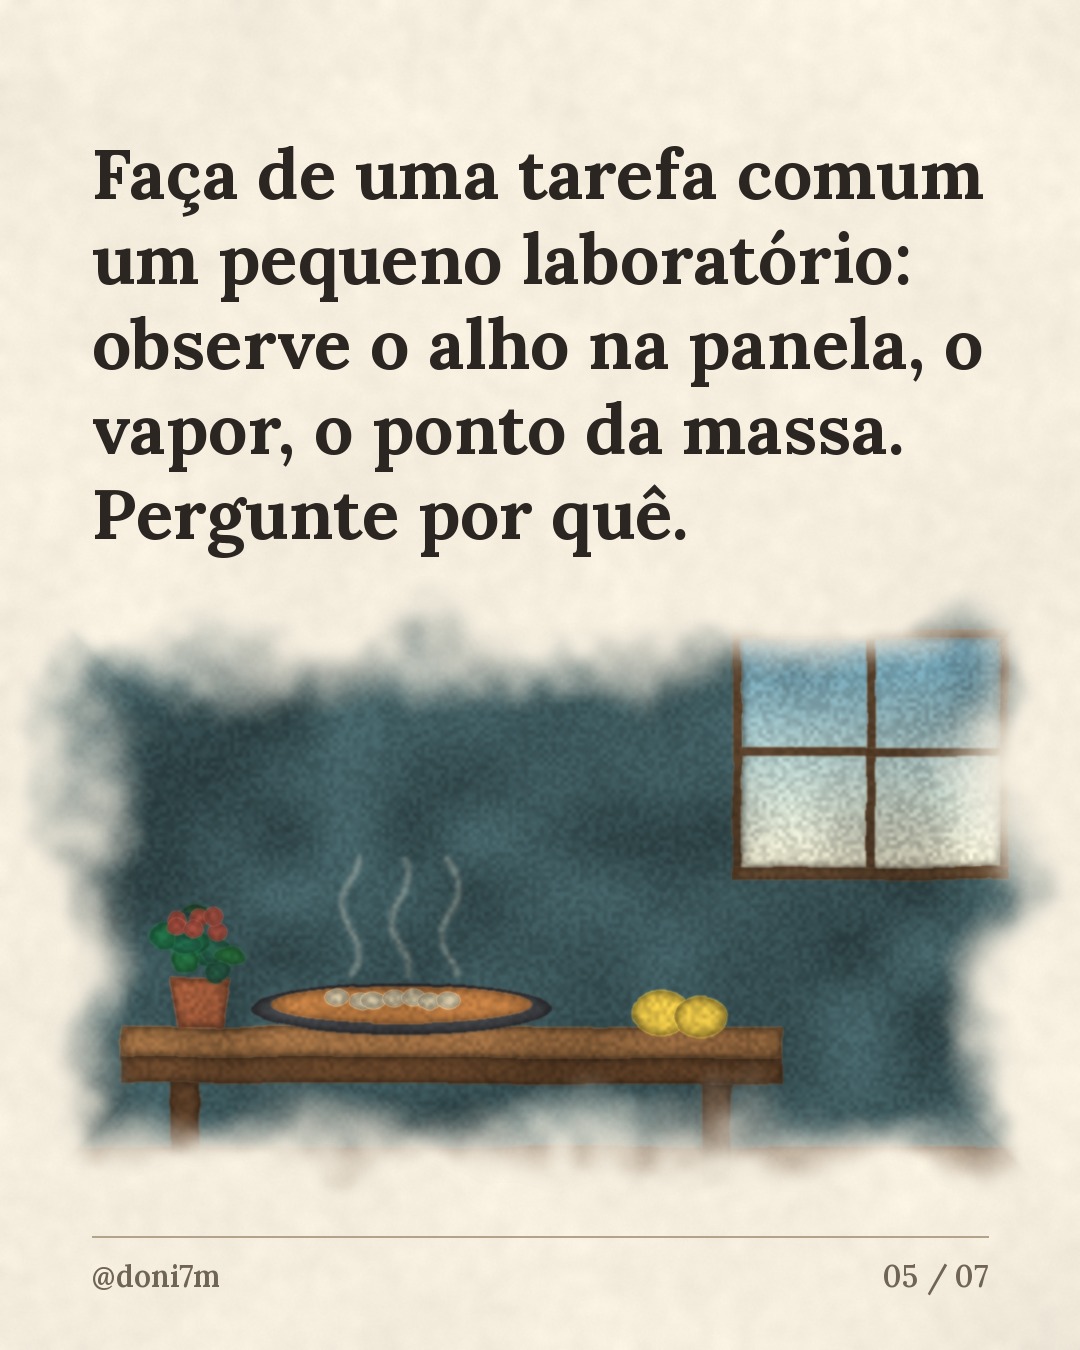 Faça de uma tarefa comum
um pequeno laboratório:
observe o alho na panela, o
vapor, o ponto da massa.
Pergunte por quê.
@doni7m
05 / 07